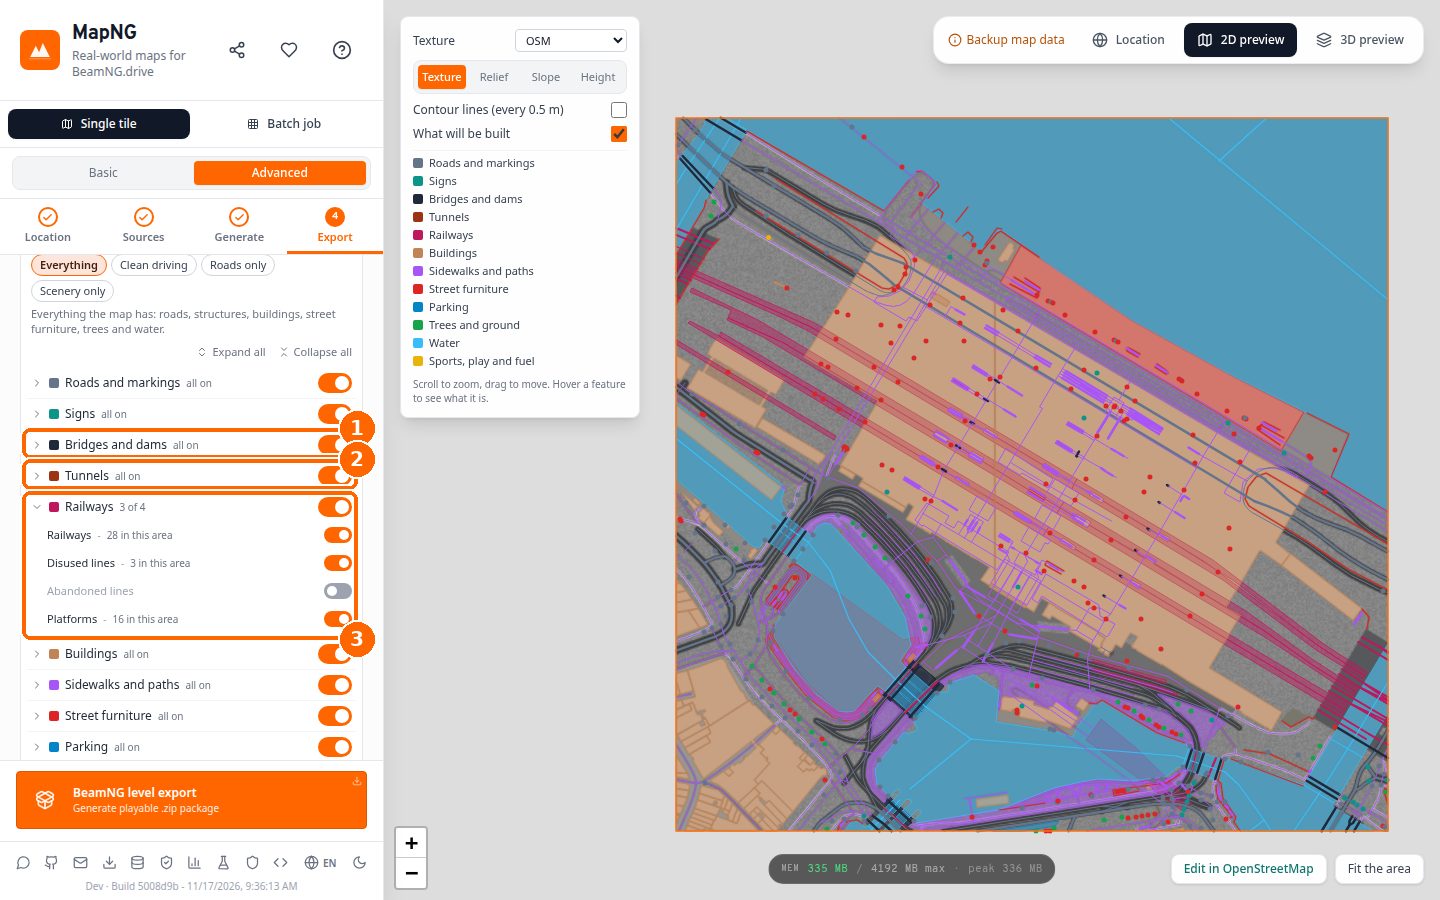 MapNG
Real-world maps for
BeamNG.drive
Single tile
Batch job
Basic
Advanced
Location
Sources
Generate
4
Export
Everything
Clean driving
Roads only
Scenery only
Everything the map has: roads, structures, buildings, street
furniture, trees and water.
Expand all
Collapse all
Roads and markings all on
Signs all on
1
Bridges and dams all on
2
Tunnels all on
Railways 3 of 4
Railways - 28 in this area
Disused lines - 3 in this area
Abandoned lines
Platforms - 16 in this area
3
Buildings all on
Sidewalks and paths all on
Street furniture all on
Parking all on
BeamNG level export
Generate playable .zip package
EN
Dev · Build 5008d9b - 11/17/2026, 9:36:13 AM
Texture
OSM
Texture
Relief
Slope
Height
Contour lines (every 0.5 m)
What will be built
Roads and markings
Signs
Bridges and dams
Tunnels
Railways
Buildings
Sidewalks and paths
Street furniture
Parking
Trees and ground
Water
Sports, play and fuel
Scroll to zoom, drag to move. Hover a feature
to see what it is.
Backup map data
Location
2D preview
3D preview
+
−
MEM 335 MB / 4192 MB max · peak 336 MB
Edit in OpenStreetMap
Fit the area